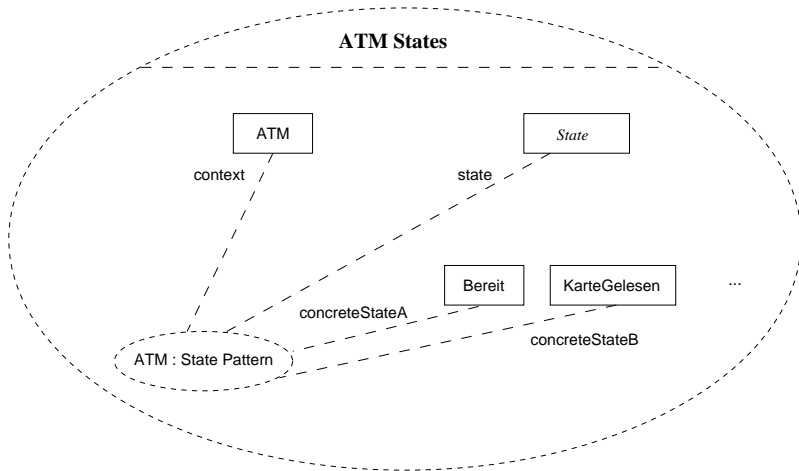 ATM States
ATM
State
context
state
Bereit
KarteGelesen
...
concreteStateA
concreteStateB
ATM : State Pattern